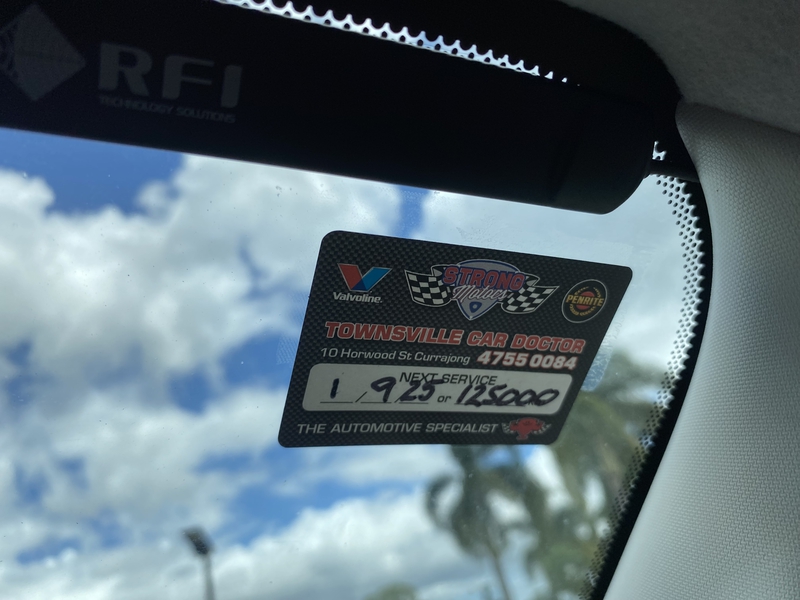 RFI
TECHNOLOGY SOLUTIONS
Valvoline.
STRONG
Motors
PENRITE
TOWNSVILLE CAR DOCTOR
10 Horwood St Currajong 4755 0084
NEXT SERVICE
1 / 9 / 25 or 125000
THE AUTOMOTIVE SPECIALIST